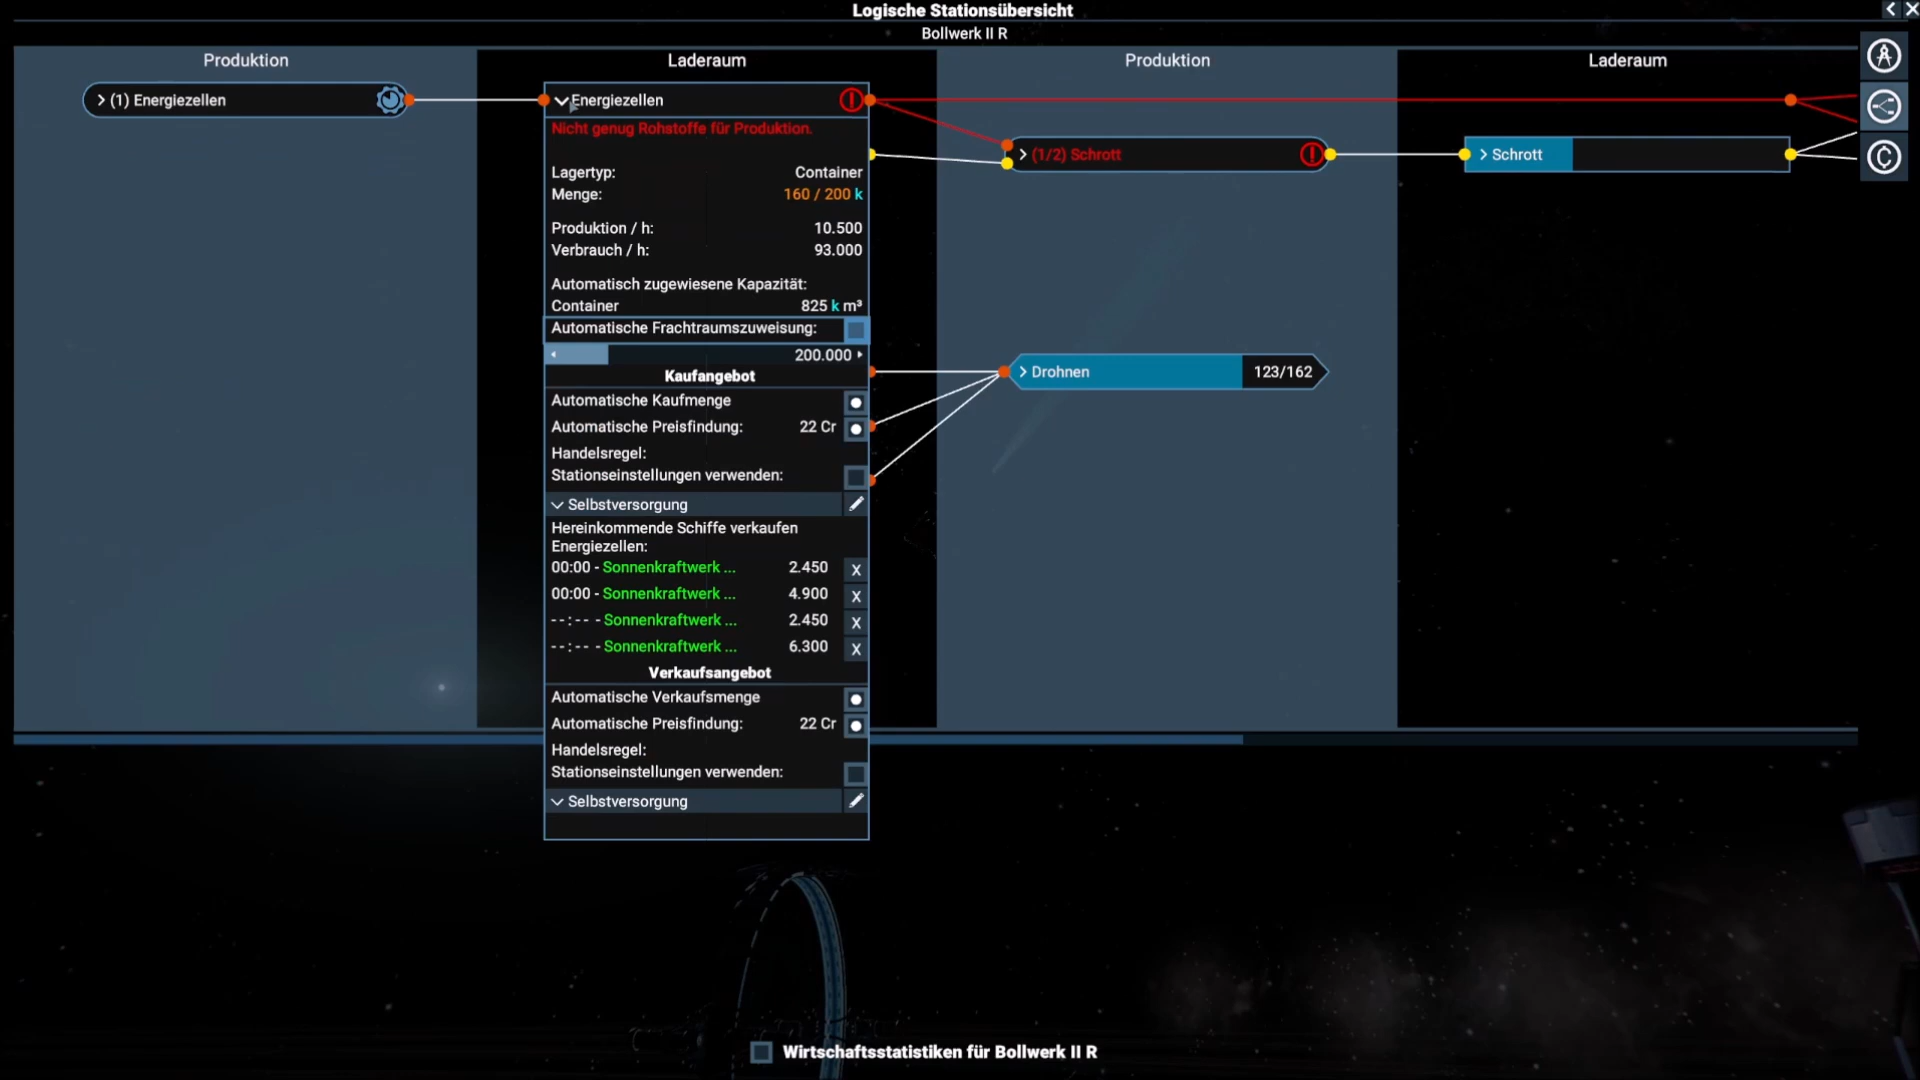 Logische Stationsübersicht
Bollwerk II R
Produktion
Laderaum
Produktion
Laderaum
(1) Energiezellen
Energiezellen
Nicht genug Rohstoffe für Produktion.
(1/2) Schrott
Schrott
Lagertyp: Container
Menge: 160 / 200 k
Produktion / h: 10.500
Verbrauch / h: 93.000
Automatisch zugewiesene Kapazität:
Container 825 k m³
Automatische Frachtraumszuweisung:
200.000
Kaufangebot
Drohnen 123/162
Automatische Kaufmenge
Automatische Preisfindung: 22 Cr
Handelsregel:
Stationseinstellungen verwenden:
Selbstversorgung
Hereinkommende Schiffe verkaufen
Energiezellen:
00:00 - Sonnenkraftwerk ... 2.450 X
00:00 - Sonnenkraftwerk ... 4.900 X
--:-- - Sonnenkraftwerk ... 2.450 X
--:-- - Sonnenkraftwerk ... 6.300 X
Verkaufsangebot
Automatische Verkaufsmenge
Automatische Preisfindung: 22 Cr
Handelsregel:
Stationseinstellungen verwenden:
Selbstversorgung
Wirtschaftsstatistiken für Bollwerk II R